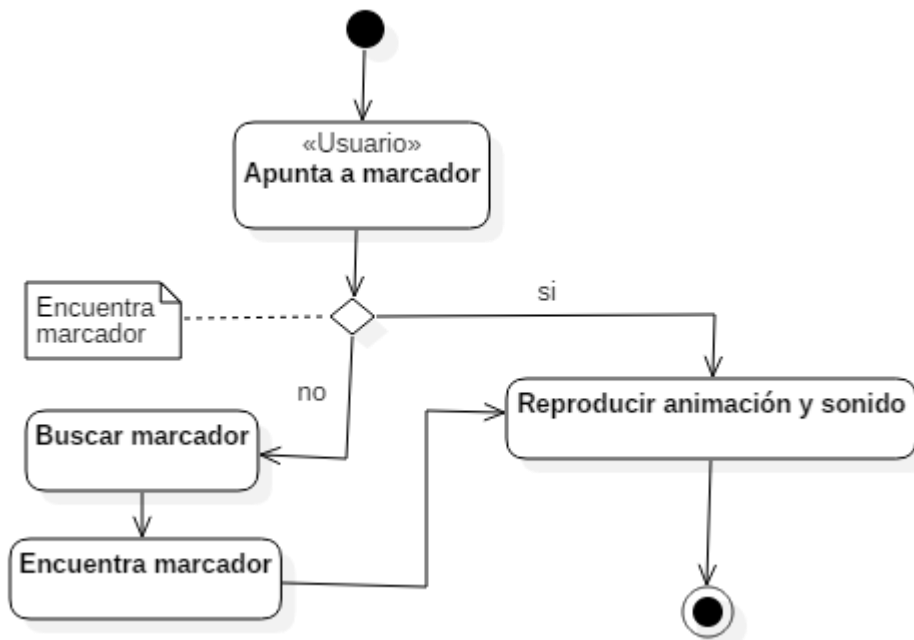 «Usuario»
Apunta a marcador
Encuentra
marcador
si
no
Reproducir animación y sonido
Buscar marcador
Encuentra marcador